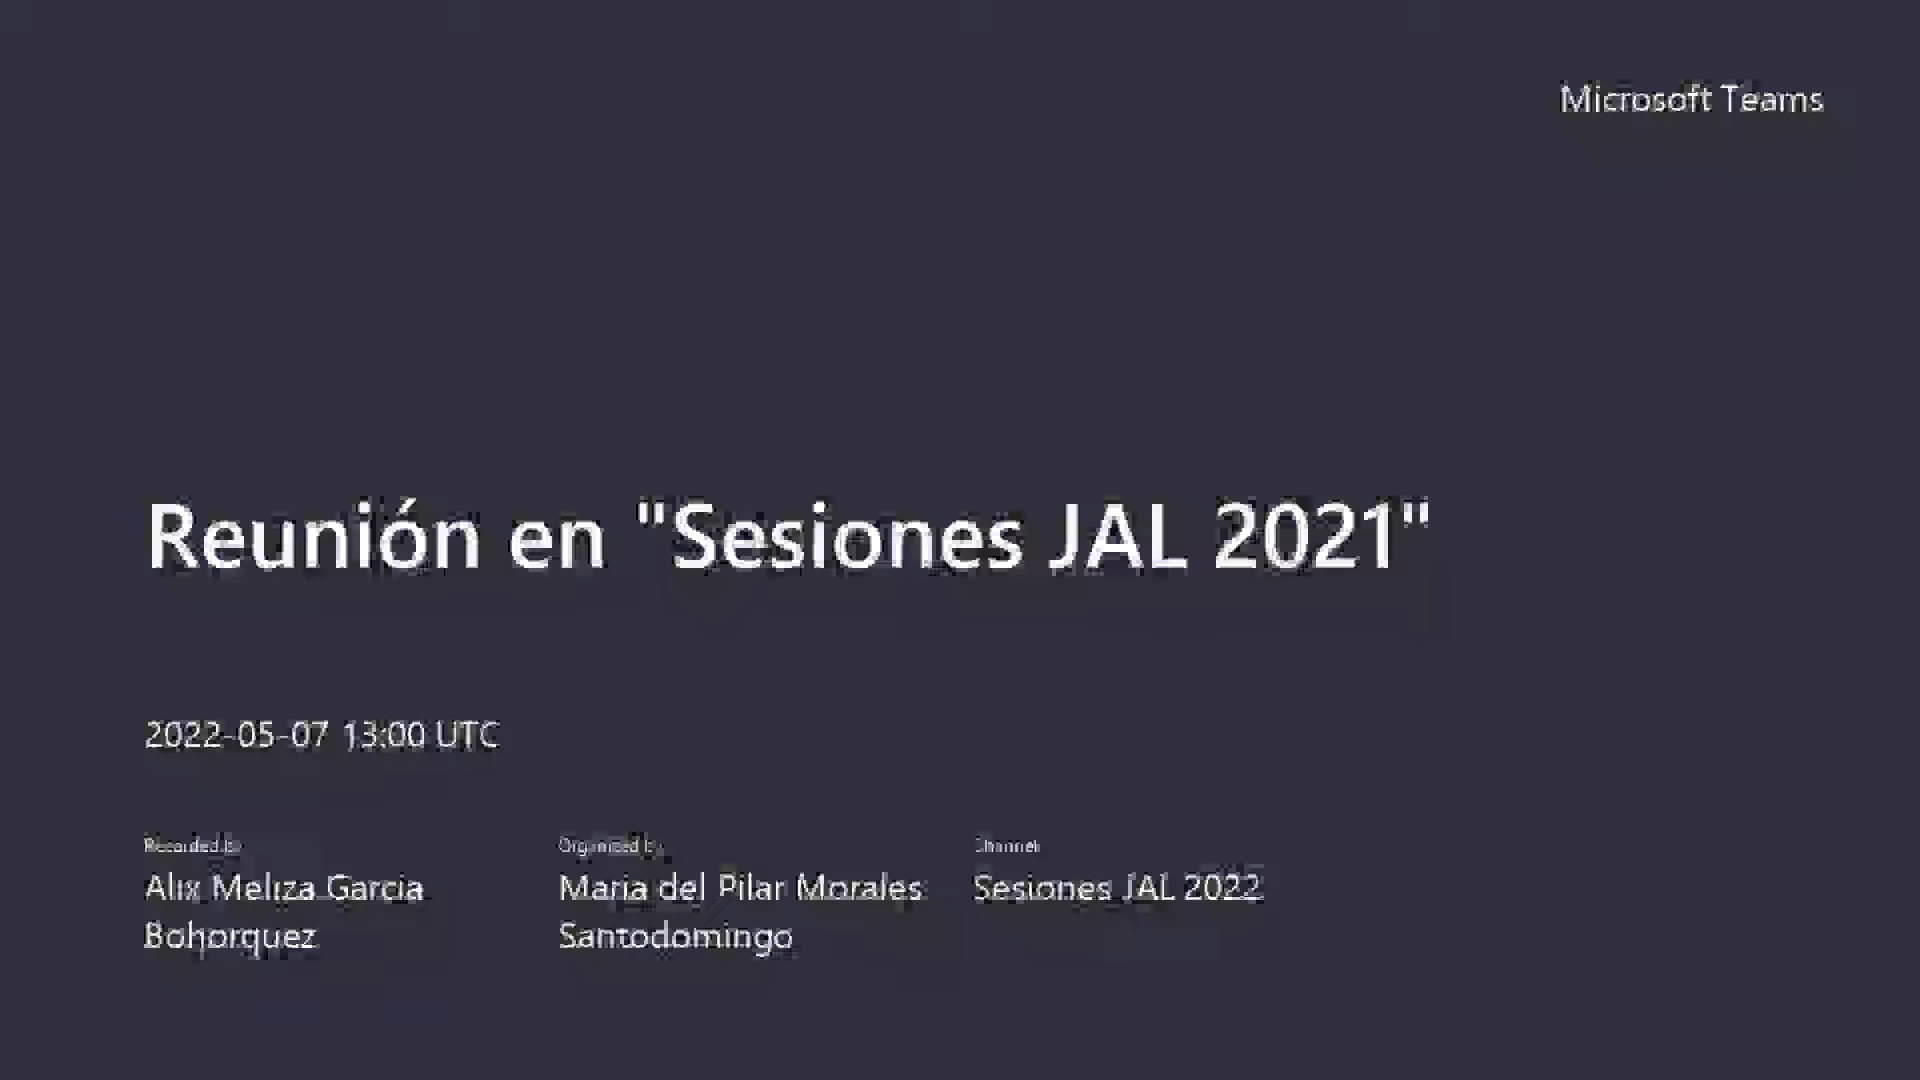 Microsoft Teams
Reunión en "Sesiones JAL 2021"
2022-05-07 13:00 UTC
Recorded by
Organized by
Channel
Alix Meliza Garcia
Maria del Pilar Morales
Sesiones JAL 2022
Bohorquez
Santodomingo